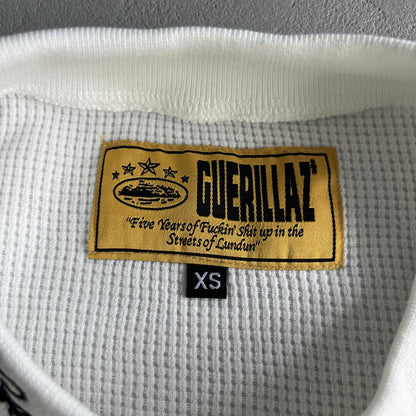 GUERILLAZ'
"Five Years of Fuckin' Shit up in the
Streets of Lundun"
XS